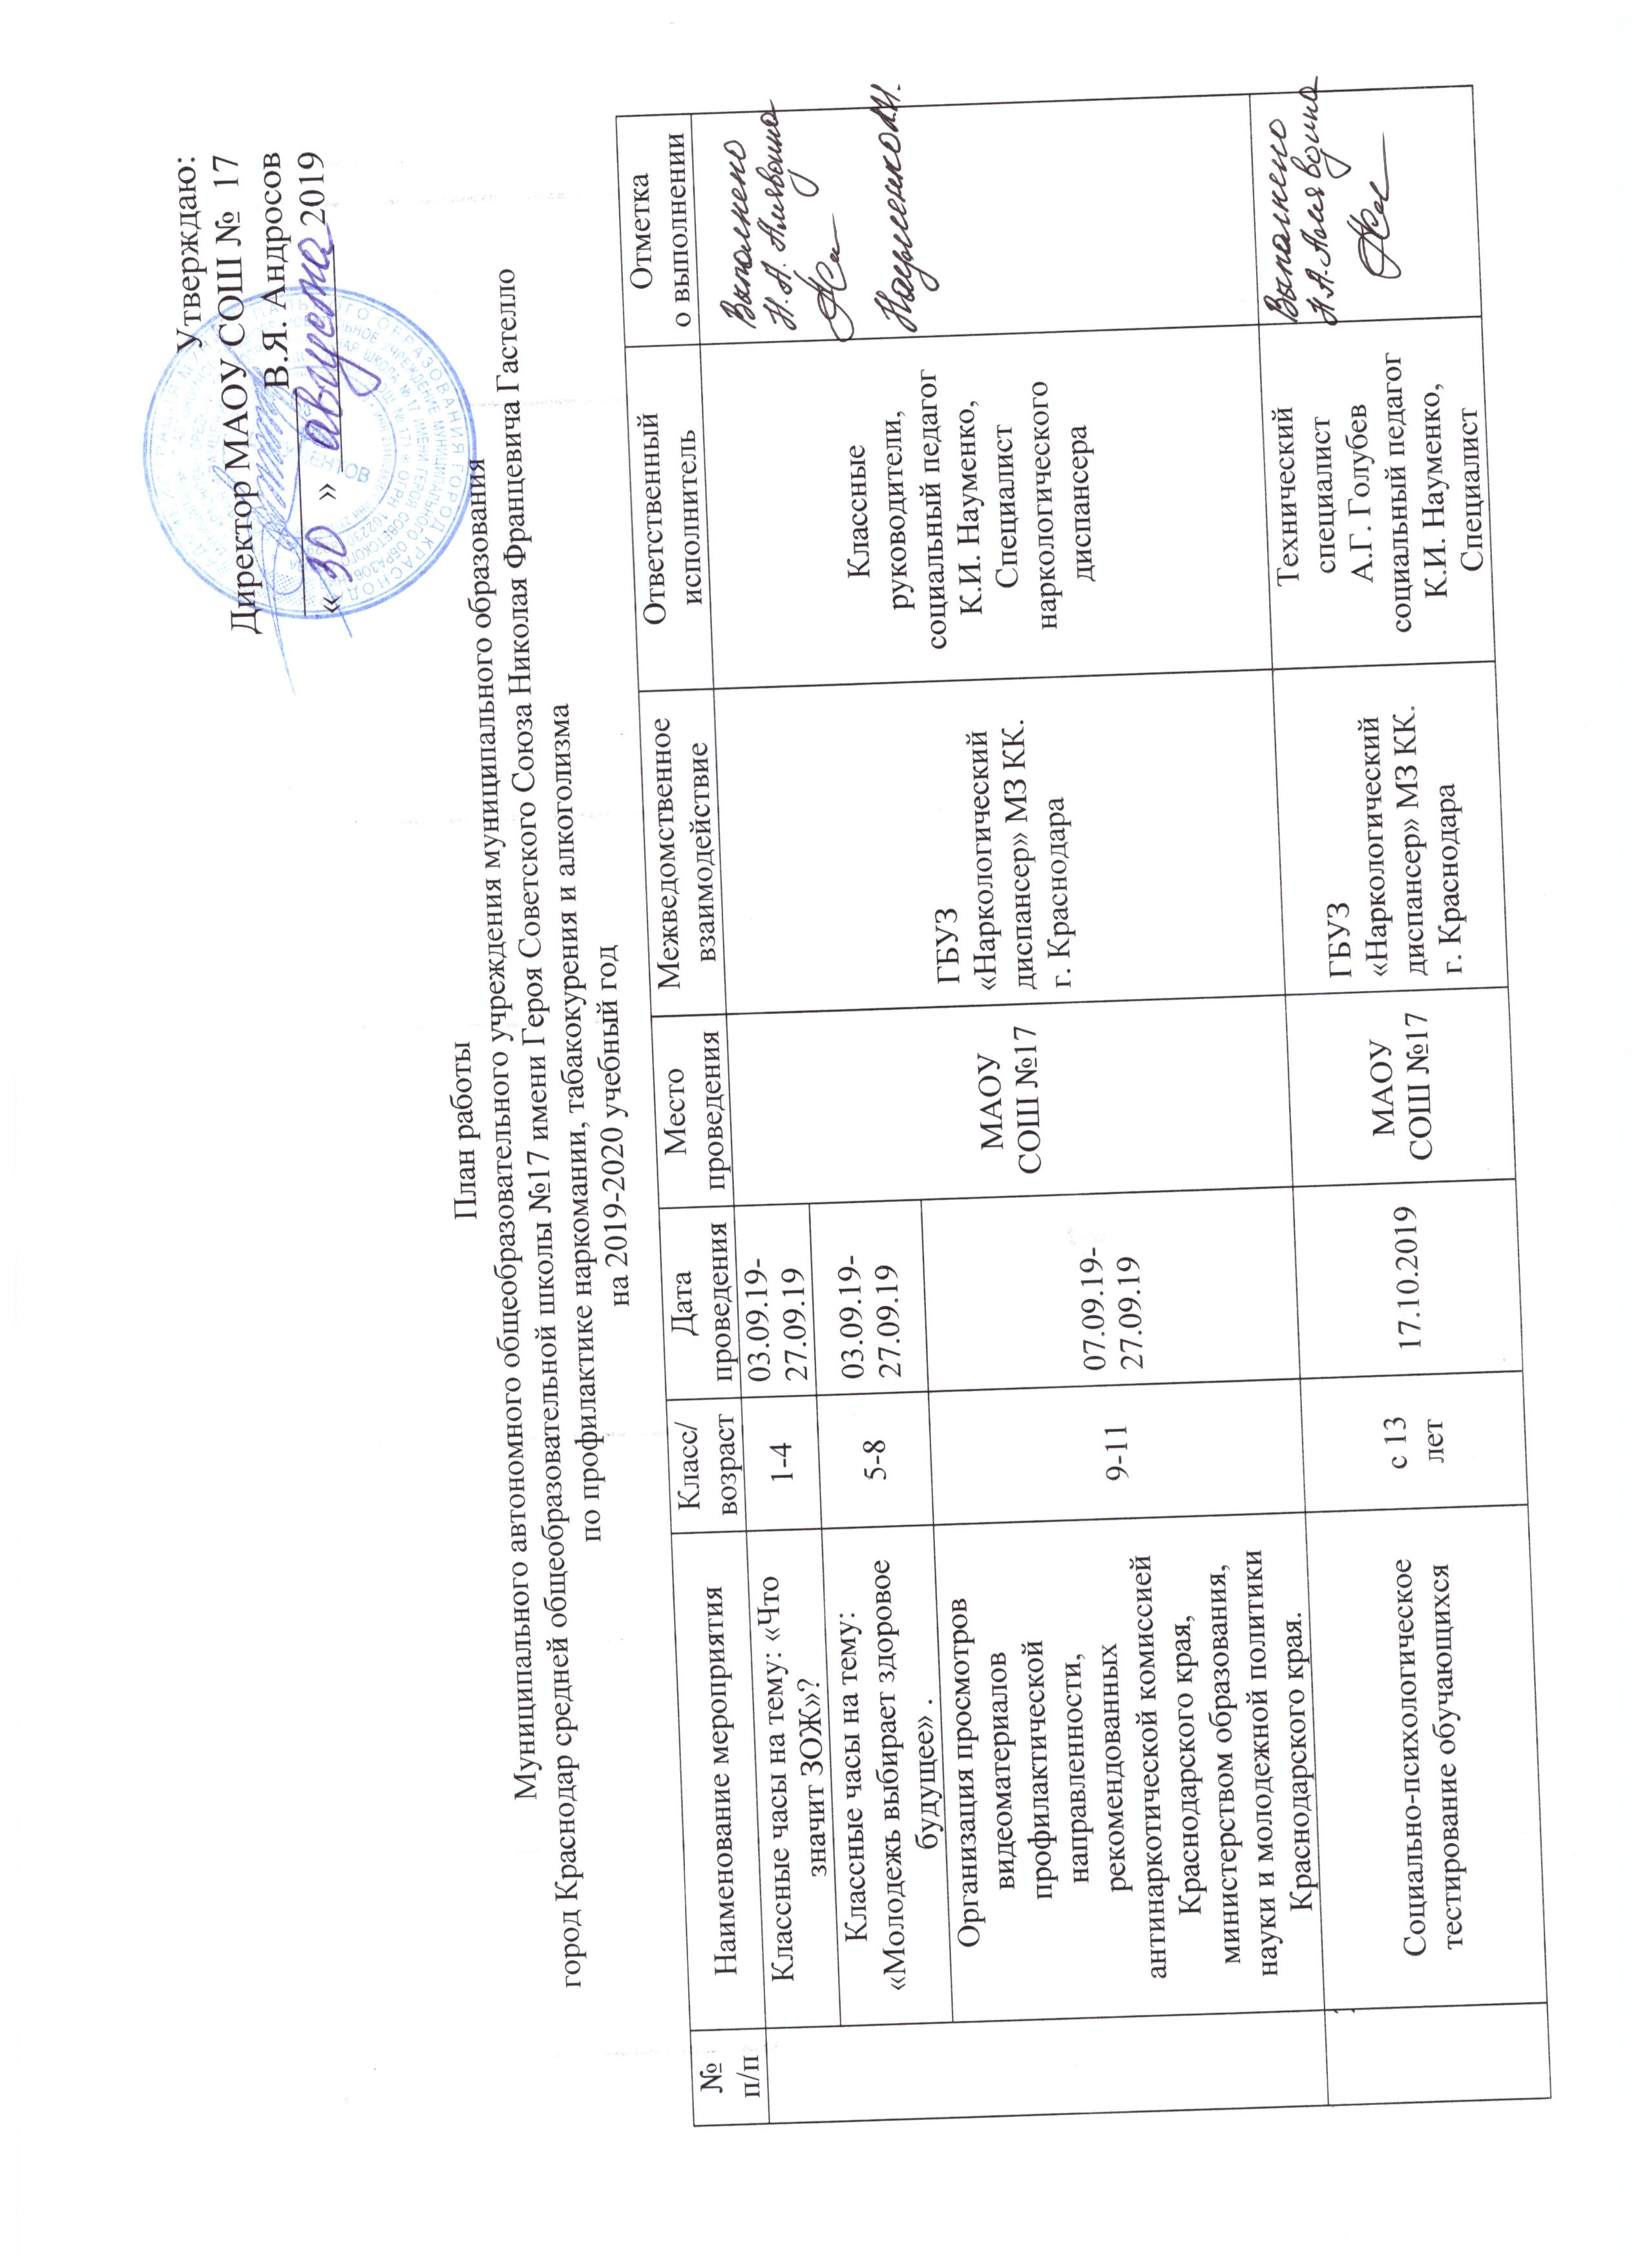 Утверждаю:
Директор МАОУ СОШ № 17
В.Я. Андросов
« 30 » августа 2019
План работы
Муниципального автономного общеобразовательного учреждения муниципального образования
город Краснодар средней общеобразовательной школы №17 имени Героя Советского Союза Николая Францевича Гастелло
по профилактике наркомании, табакокурения и алкоголизма
на 2019-2020 учебный год
№
п/п
Наименование мероприятия
Класс/
возраст
Дата
проведения
Место
проведения
Межведомственное
взаимодействие
Ответственный
исполнитель
Отметка
о выполнении
Классные часы на тему: «Что
значит ЗОЖ»?
1-4
03.09.19-
27.09.19
Классные часы на тему:
«Молодежь выбирает здоровое
будущее» .
5-8
03.09.19-
27.09.19
Организация просмотров
видеоматериалов
профилактической
направленности,
рекомендованных
антинаркотической комиссией
Краснодарского края,
министерством образования,
науки и молодежной политики
Краснодарского края.
9-11
07.09.19-
27.09.19
МАОУ
СОШ №17
ГБУЗ
«Наркологический
диспансер» МЗ КК.
г. Краснодара
Классные
руководители,
социальный педагог
К.И. Науменко,
Специалист
наркологического
диспансера
Выполнено
Социально-психологическое
тестирование обучающихся
с 13
лет
17.10.2019
МАОУ
СОШ №17
ГБУЗ
«Наркологический
диспансер» МЗ КК.
г. Краснодара
Технический
специалист
А.Г. Голубев
социальный педагог
К.И. Науменко,
Специалист
Выполнено